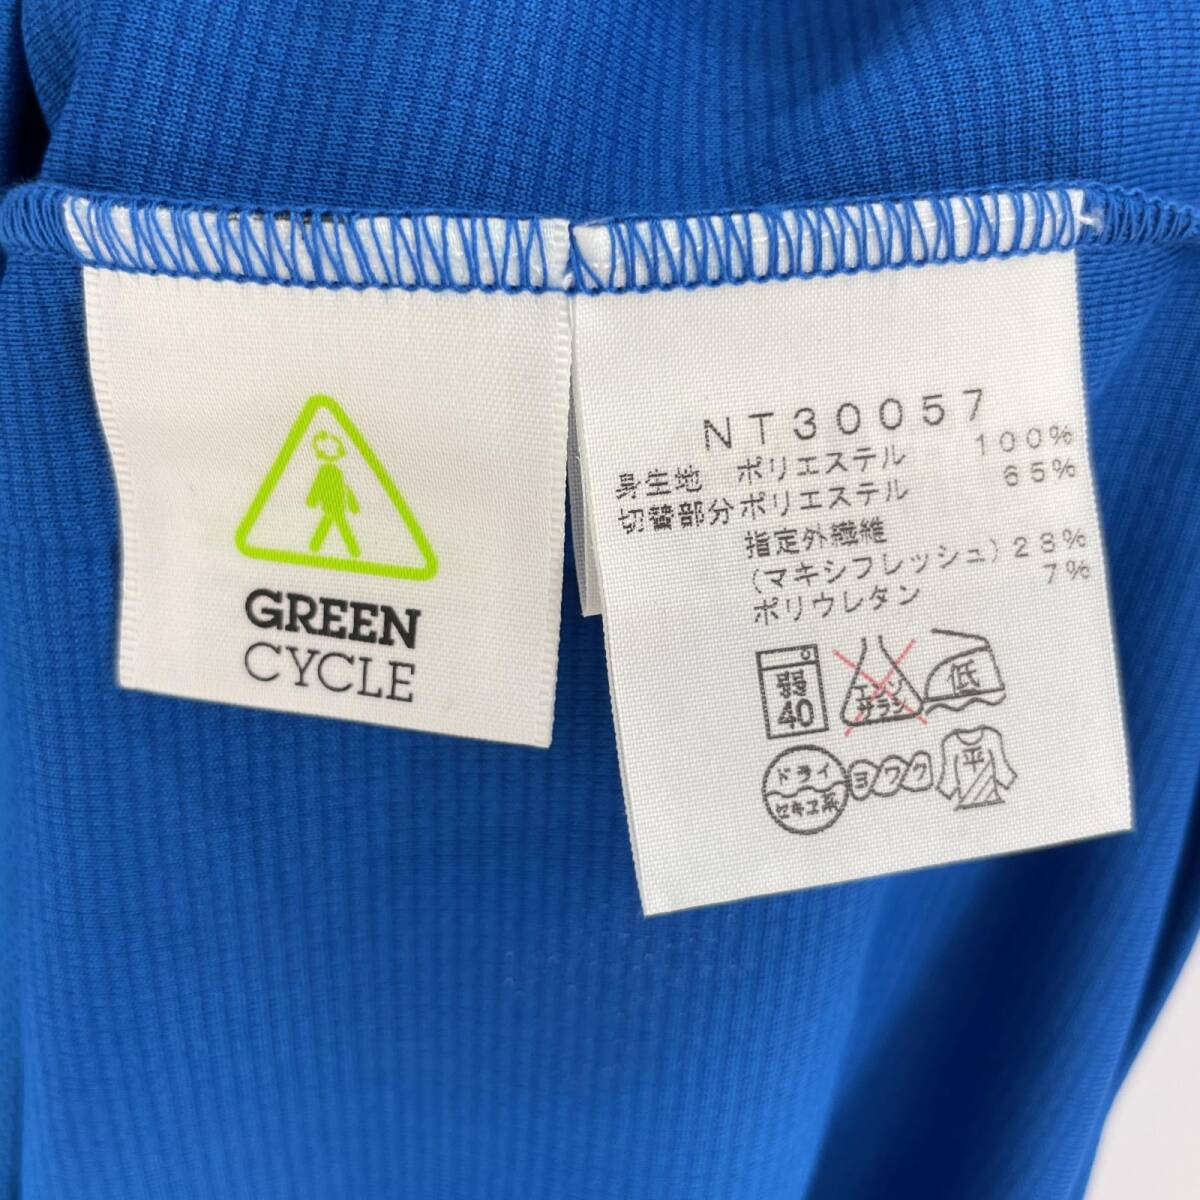 GREEN
CYCLE
NT30057
身生地 ポリエステル 100%
切替部分ポリエステル 65%
指定外繊維
(マキシフレッシュ)28%
ポリウレタン 7%
弱
40
エンソ
サラシ
低
ドライ
セキユ系
ヨワク
平